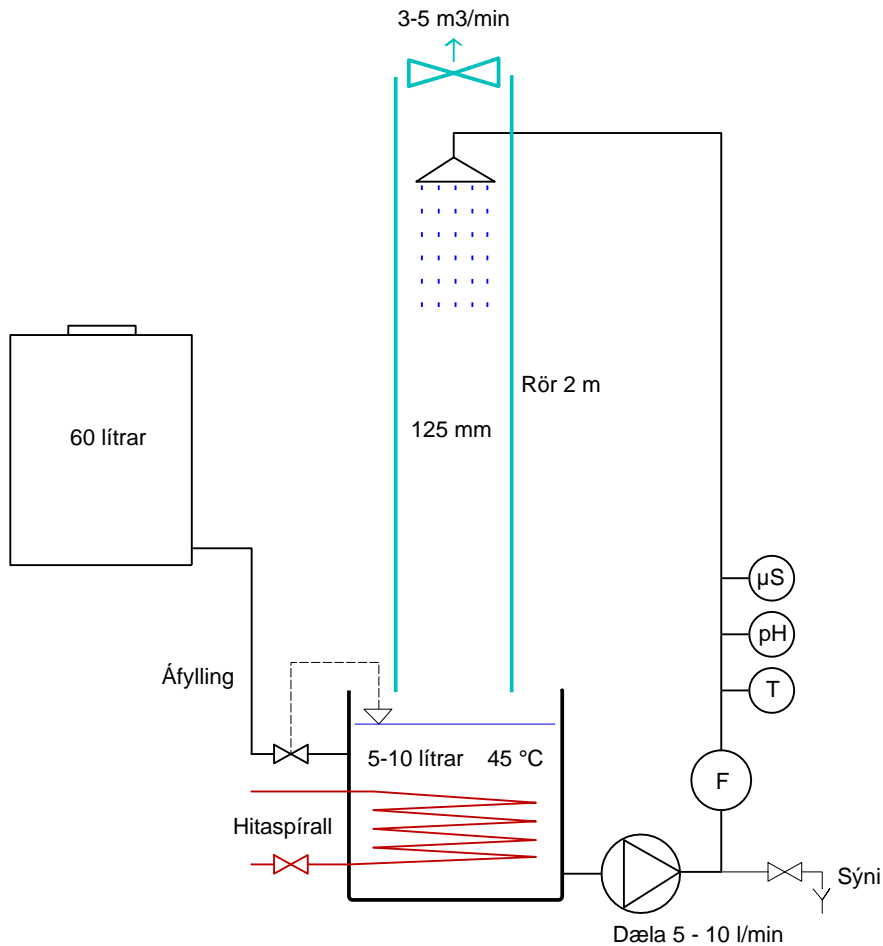 3-5 m3/min
Rör 2 m
125 mm
60 lítrar
µS
pH
Áfylling
T
5-10 lítrar 45 °C
F
Hitaspírall
Sýni
Dæla 5 - 10 l/min